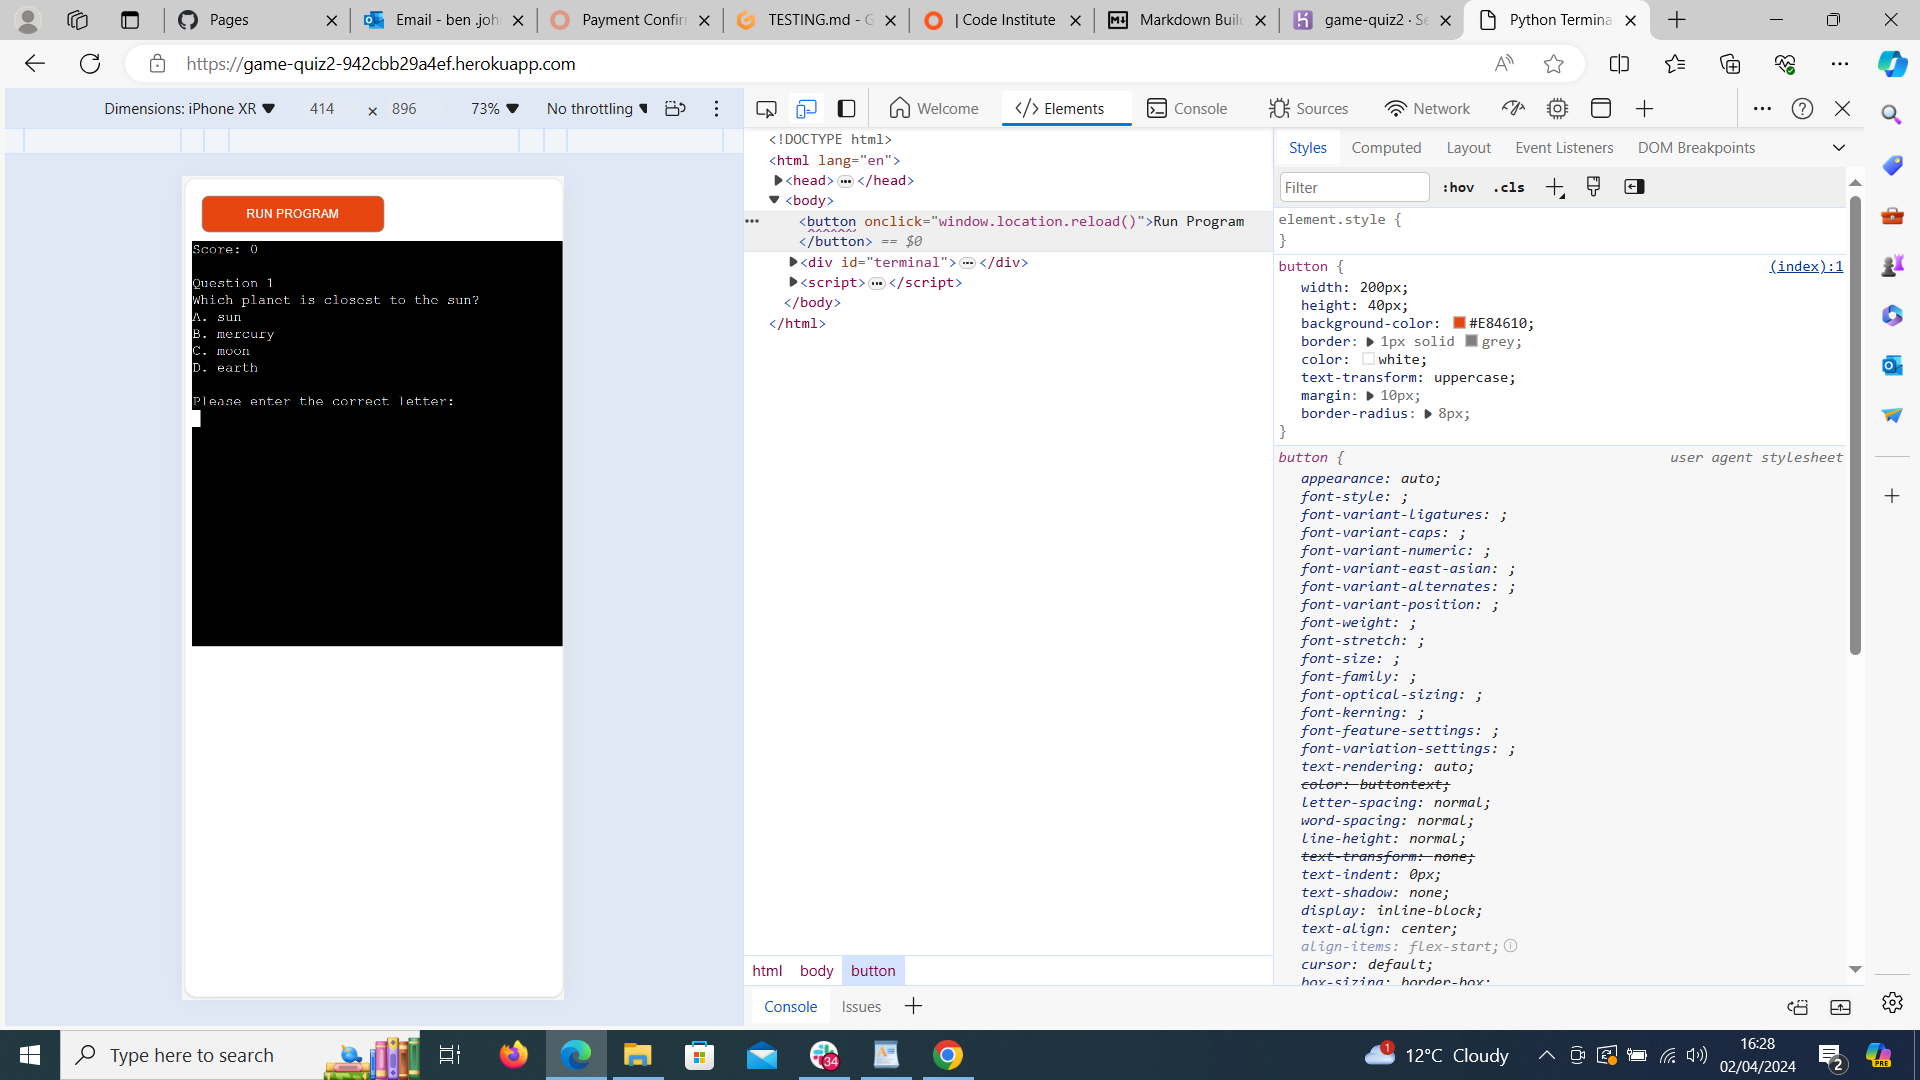 Pages
Email - ben joh
Payment Confir
TESTING.md - G
| Code Institute
Markdown Buil
game-quiz2 · Se
Python Termina
https://game-quiz2-942cbb29a4ef.herokuapp.com
Dimensions: iPhone XR 414 × 896 73% No throttling
Welcome Elements Console Sources Network
RUN PROGRAM
Score: 0
Question 1
Which planet is closest to the sun?
A. sun
B. mercury
C. moon
D. earth
Please enter the correct letter:
<!DOCTYPE html>
<html lang="en">
<head> ••• </head>
<body>
<button onclick="window.location.reload()">Run Program
</button> == $0
<div id="terminal"> ••• </div>
<script> ••• </script>
</body>
</html>
html body button
Console Issues
Styles Computed Layout Event Listeners DOM Breakpoints
Filter :hov .cls
element.style {
}
button { (index):1
width: 200px;
height: 40px;
background-color: #E84610;
border: 1px solid grey;
color: white;
text-transform: uppercase;
margin: 10px;
border-radius: 8px;
}
button { user agent stylesheet
appearance: auto;
font-style: ;
font-variant-ligatures: ;
font-variant-caps: ;
font-variant-numeric: ;
font-variant-east-asian: ;
font-variant-alternates: ;
font-variant-position: ;
font-weight: ;
font-stretch: ;
font-size: ;
font-family: ;
font-optical-sizing: ;
font-kerning: ;
font-feature-settings: ;
font-variation-settings: ;
text-rendering: auto;
color: buttontext;
letter-spacing: normal;
word-spacing: normal;
line-height: normal;
text-transform: none;
text-indent: 0px;
text-shadow: none;
display: inline-block;
text-align: center;
align-items: flex-start;
cursor: default;
box-sizing: border-box;
Type here to search
34
1
12°C Cloudy
16:28
02/04/2024
2
PRE